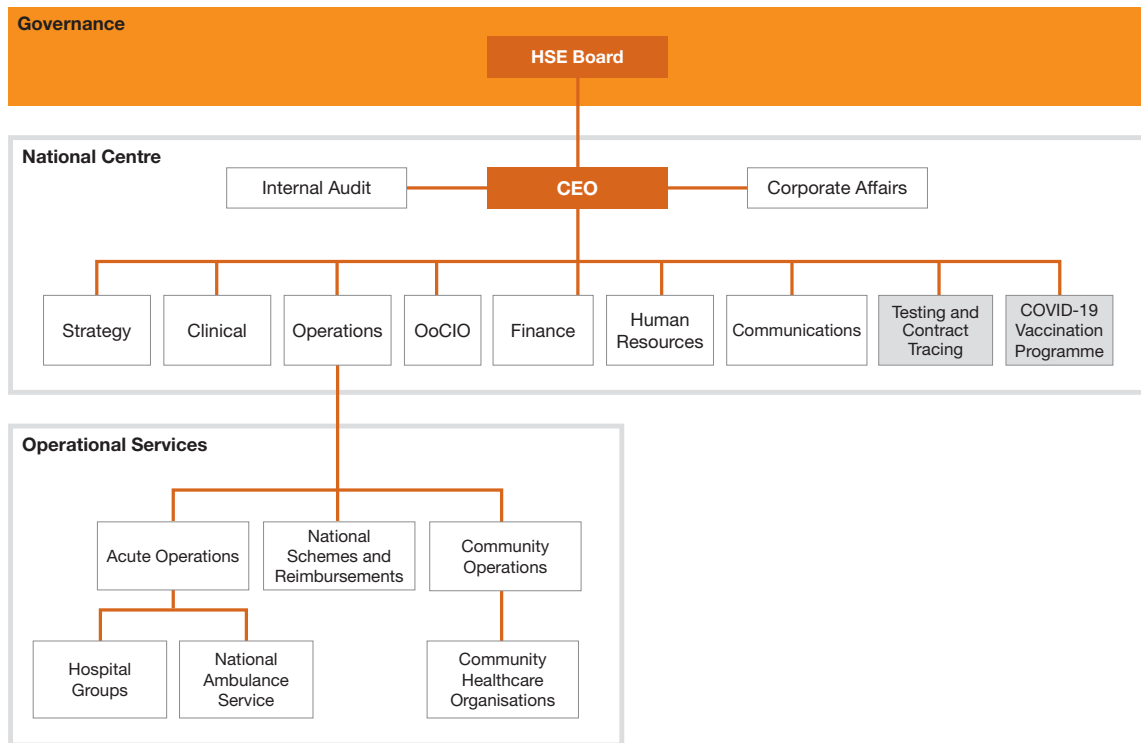 Governance
HSE Board
National Centre
Internal Audit
CEO
Corporate Affairs
Strategy
Clinical
Operations
OoCIO
Finance
Human
Resources
Communications
Testing and
Contract
Tracing
COVID-19
Vaccination
Programme
Operational Services
Acute Operations
National
Schemes and
Reimbursements
Community
Operations
Hospital
Groups
National
Ambulance
Service
Community
Healthcare
Organisations